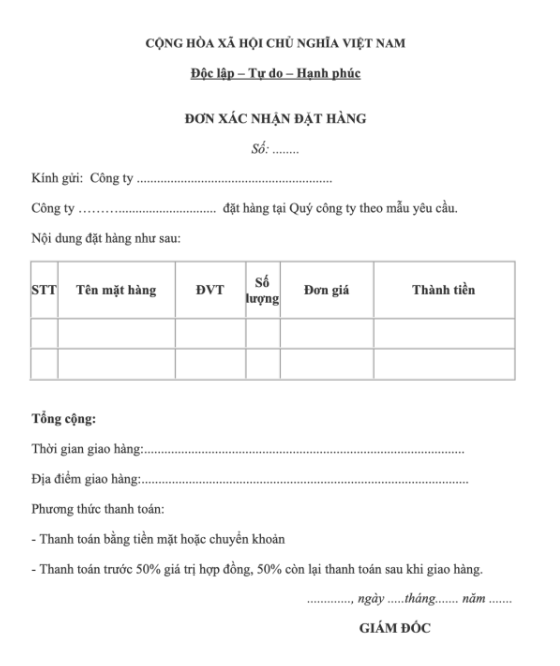 CỘNG HÒA XÃ HỘI CHỦ NGHĨA VIỆT NAM
Độc lập – Tự do – Hạnh phúc
ĐƠN XÁC NHẬN ĐẶT HÀNG
Số: ........
Kính gửi:  Công ty ..........................................................
Công ty ………............................. đặt hàng tại Quý công ty theo mẫu yêu cầu.
Nội dung đặt hàng như sau:
STT Tên mặt hàng ĐVT Số lượng Đơn giá Thành tiền
Tổng cộng:
Thời gian giao hàng:................................................................................................
Địa điểm giao hàng:..................................................................................................
Phương thức thanh toán:
- Thanh toán bằng tiền mặt hoặc chuyển khoản
- Thanh toán trước 50% giá trị hợp đồng, 50% còn lại thanh toán sau khi giao hàng.
............., ngày .....tháng....... năm .......
GIÁM ĐỐC